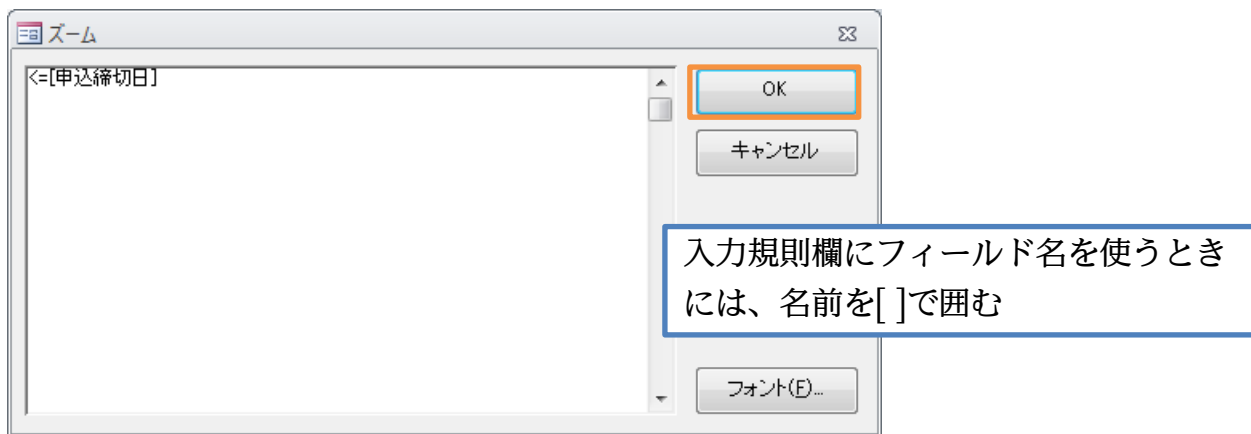 ズーム
<=[申込締切日]
OK
キャンセル
入力規則欄にフィールド名を使うとき
には、名前を[ ]で囲む
フォント(F)...